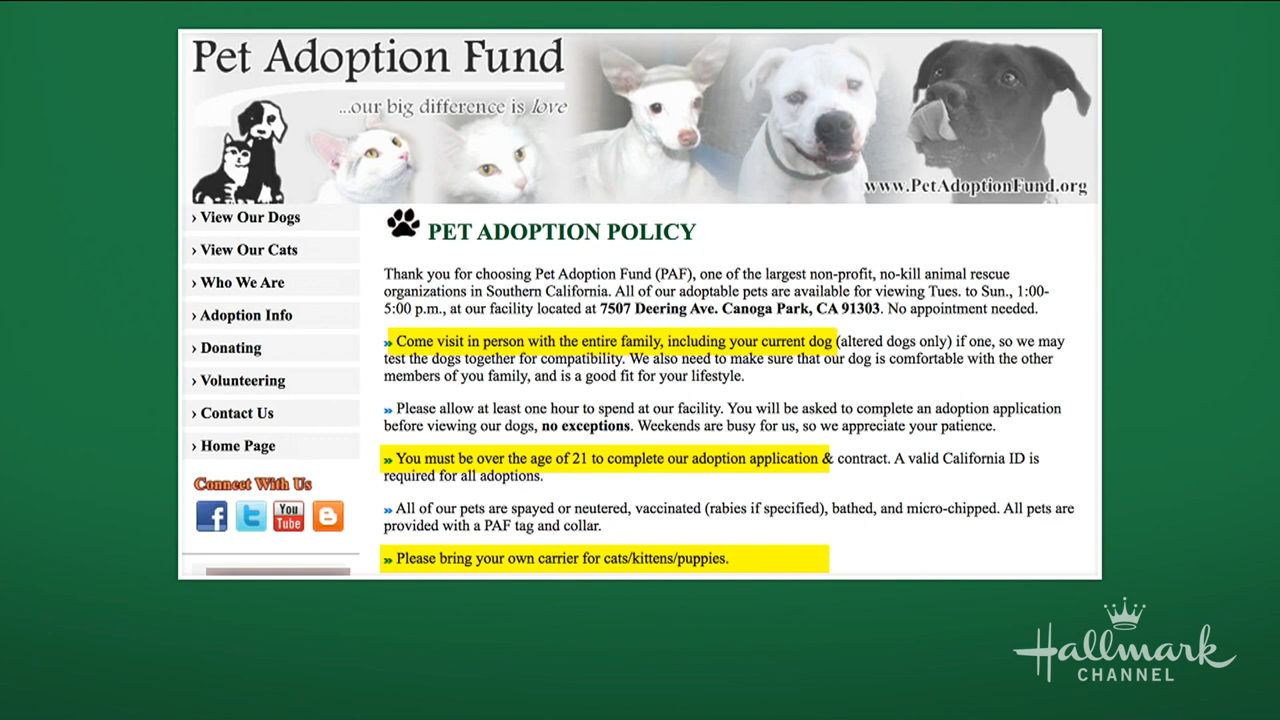 Pet Adoption Fund
...our big difference is love
www.PetAdoptionFund.org
› View Our Dogs
› View Our Cats
› Who We Are
› Adoption Info
› Donating
› Volunteering
› Contact Us
› Home Page
Connect With Us
You
Tube
PET ADOPTION POLICY
Thank you for choosing Pet Adoption Fund (PAF), one of the largest non-profit, no-kill animal rescue
organizations in Southern California. All of our adoptable pets are available for viewing Tues. to Sun., 1:00-
5:00 p.m., at our facility located at 7507 Deering Ave. Canoga Park, CA 91303. No appointment needed.
» Come visit in person with the entire family, including your current dog (altered dogs only) if one, so we may
test the dogs together for compatibility. We also need to make sure that our dog is comfortable with the other
members of you family, and is a good fit for your lifestyle.
» Please allow at least one hour to spend at our facility. You will be asked to complete an adoption application
before viewing our dogs, no exceptions. Weekends are busy for us, so we appreciate your patience.
» You must be over the age of 21 to complete our adoption application & contract. A valid California ID is
required for all adoptions.
» All of our pets are spayed or neutered, vaccinated (rabies if specified), bathed, and micro-chipped. All pets are
provided with a PAF tag and collar.
» Please bring your own carrier for cats/kittens/puppies.
Hallmark
CHANNEL